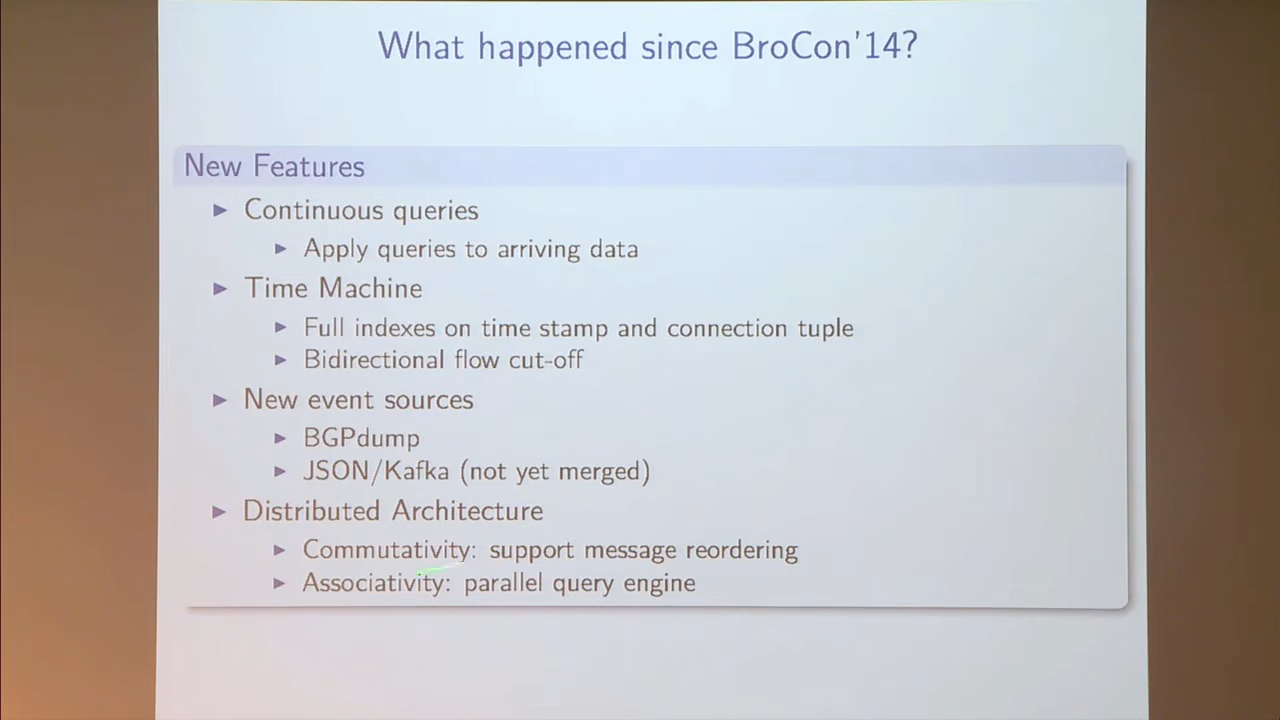 What happened since BroCon'14?
New Features
Continuous queries
Apply queries to arriving data
Time Machine
Full indexes on time stamp and connection tuple
Bidirectional flow cut-off
New event sources
BGPdump
JSON/Kafka (not yet merged)
Distributed Architecture
Commutativity: support message reordering
Associativity: parallel query engine